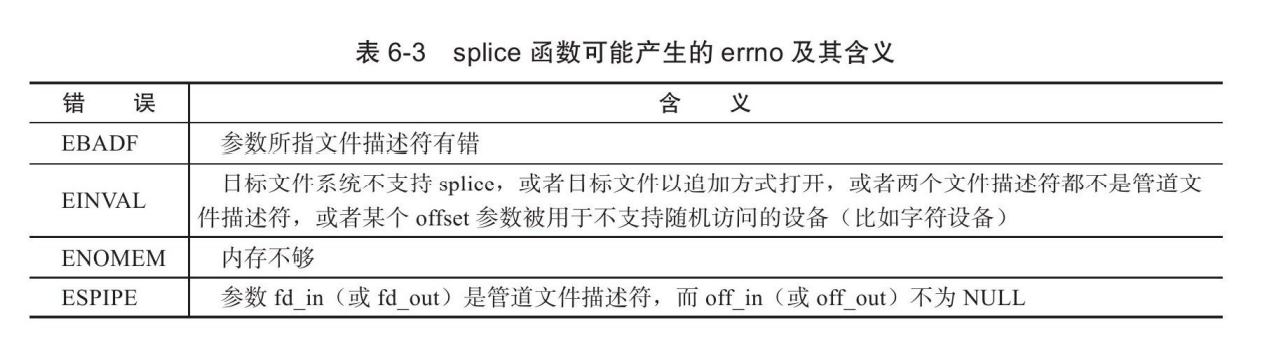 表 6-3 splice 函数可能产生的 errno 及其含义
错 误 含 义
EBADF 参数所指文件描述符有错
EINVAL 目标文件系统不支持 splice，或者目标文件以追加方式打开，或者两个文件描述符都不是管道文
件描述符，或者某个 offset 参数被用于不支持随机访问的设备（比如字符设备）
ENOMEM 内存不够
ESPIPE 参数 fd_in（或 fd_out）是管道文件描述符，而 off_in（或 off_out）不为 NULL